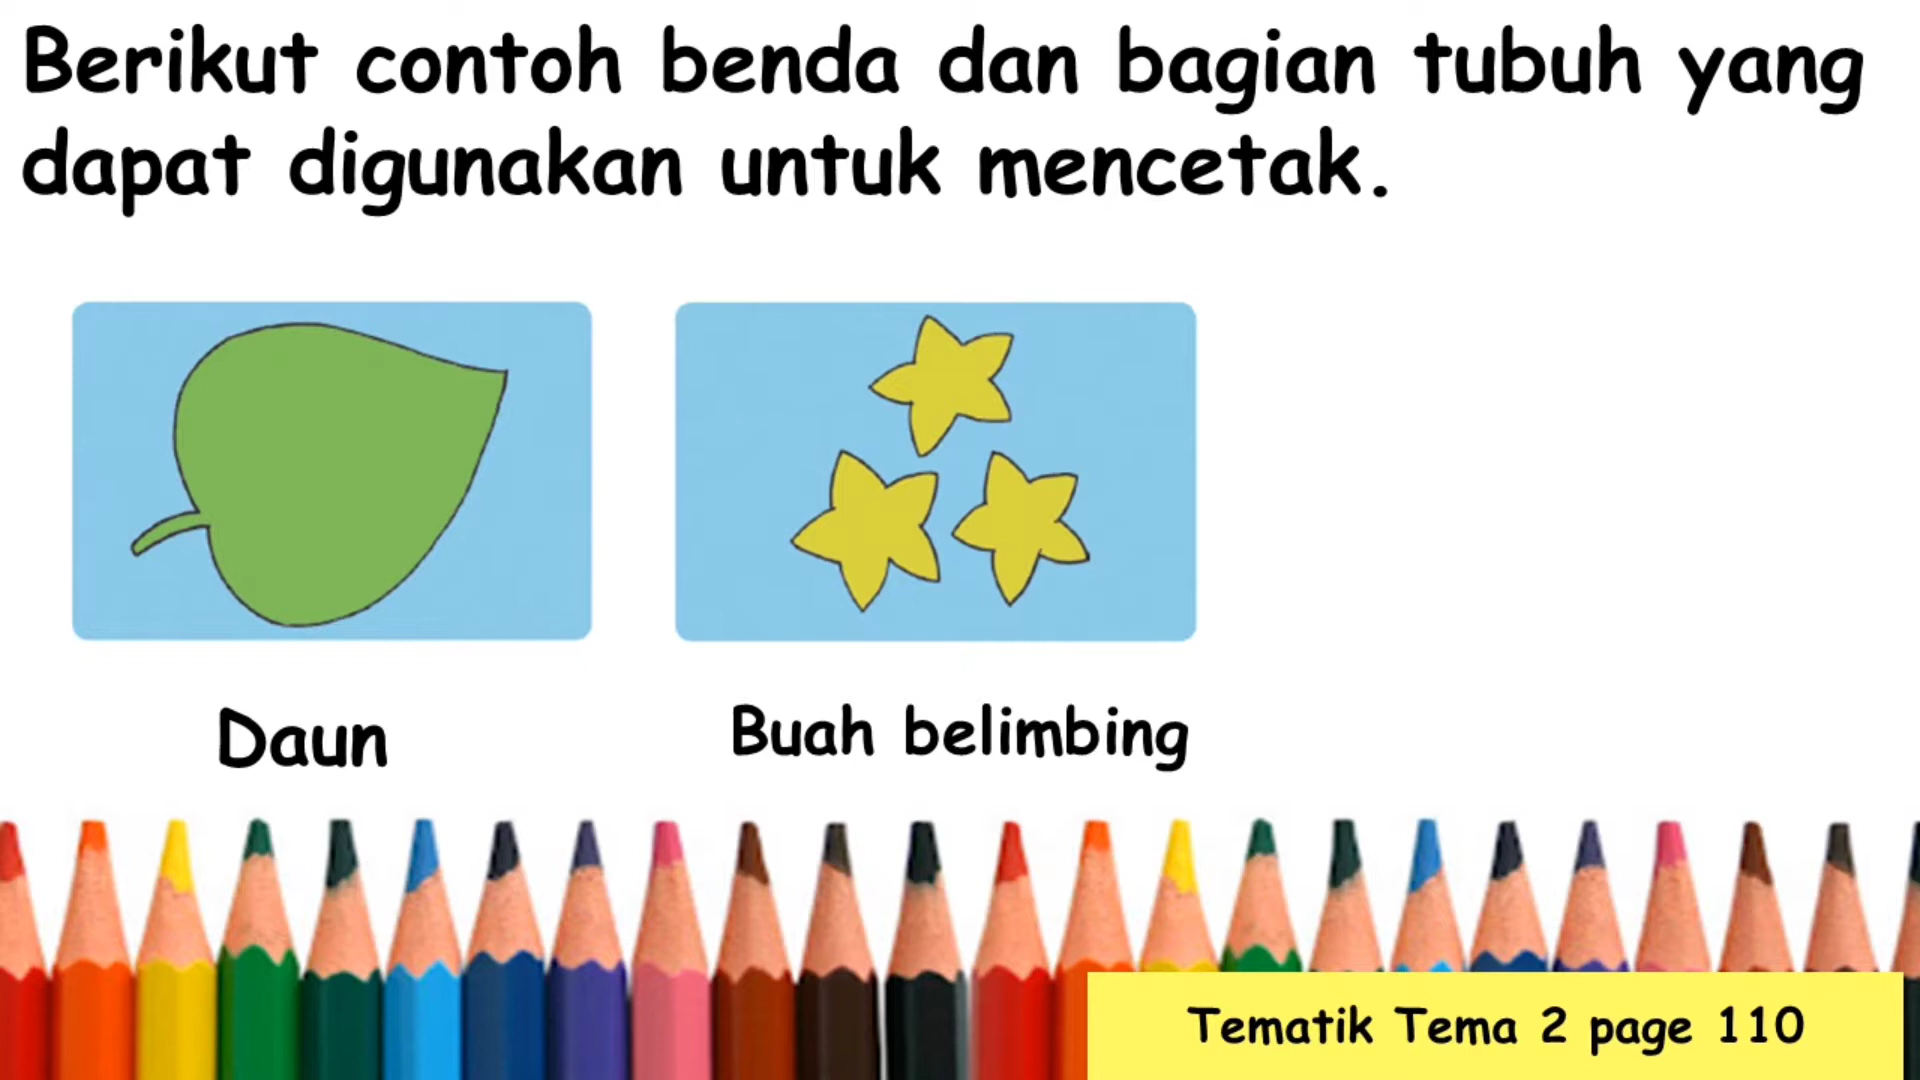 Berikut contoh benda dan bagian tubuh yang
dapat digunakan untuk mencetak.
Daun
Buah belimbing
Tematik Tema 2 page 110